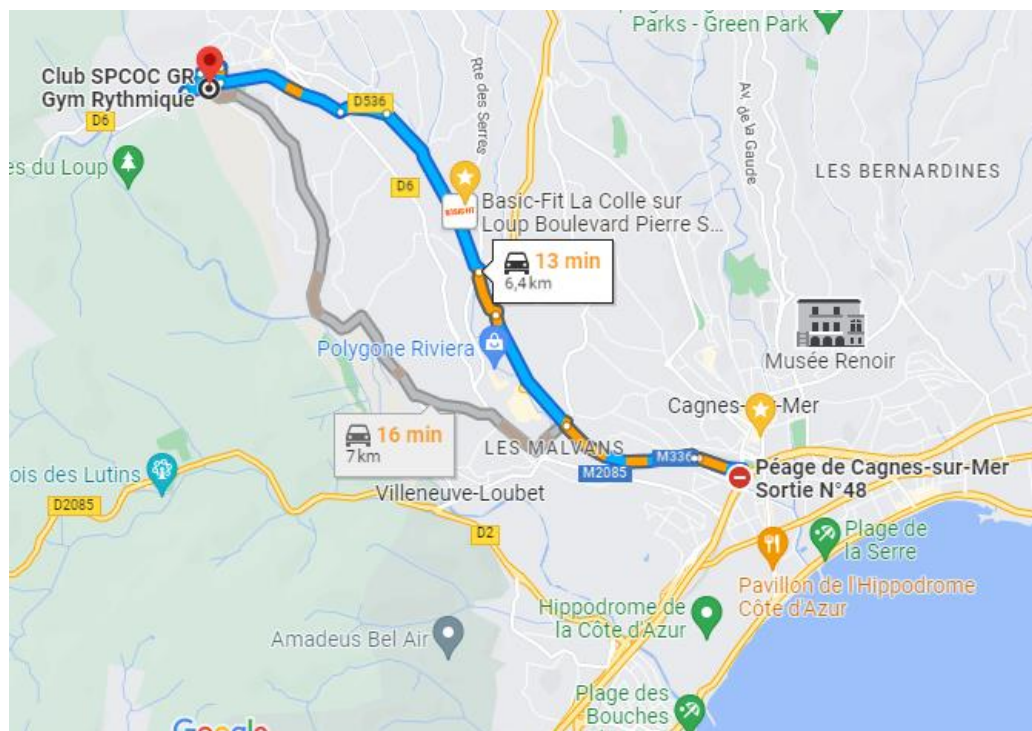 Parks - Green Park
Club SPCOC GR
Gym Rythmique
D6
es du Loup
D536
Rte des Serres
Av. de la Gaude
LES BERNARDINES
D6
Basic-Fit La Colle sur
Loup Boulevard Pierre S...
13 min
6,4 km
Polygone Riviera
Musée Renoir
16 min
7 km
Cagnes-sur-Mer
LES MALVANS
M336
M2085
Péage de Cagnes-sur-Mer
Sortie N°48
ois des Lutins
D2085
Villeneuve-Loubet
D2
Plage de
la Serre
Pavillon de l'Hippodrome
Côte d'Azur
Hippodrome de
la Côte d'Azur
Amadeus Bel Air
Plage des
Bouches
Google